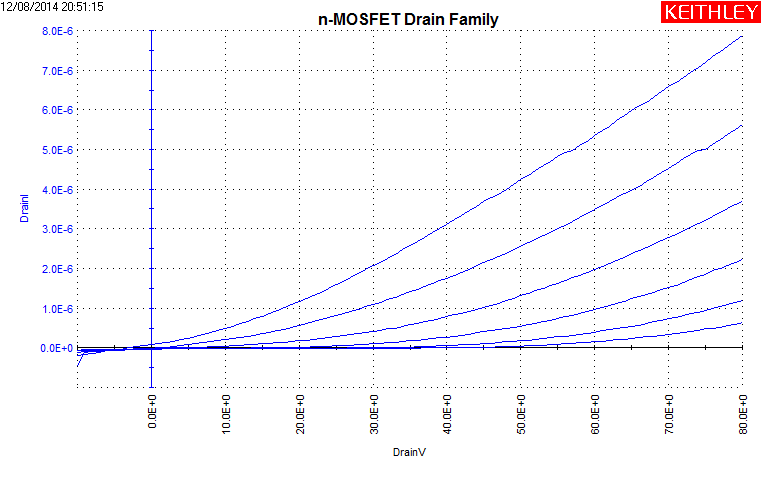 12/08/2014 20:51:15
KEITHLEY
n-MOSFET Drain Family
8.0E-6
7.0E-6
6.0E-6
5.0E-6
4.0E-6
3.0E-6
2.0E-6
1.0E-6
0.0E+0
DrainI
0.0E+0
10.0E+0
20.0E+0
30.0E+0
40.0E+0
50.0E+0
60.0E+0
70.0E+0
80.0E+0
DrainV